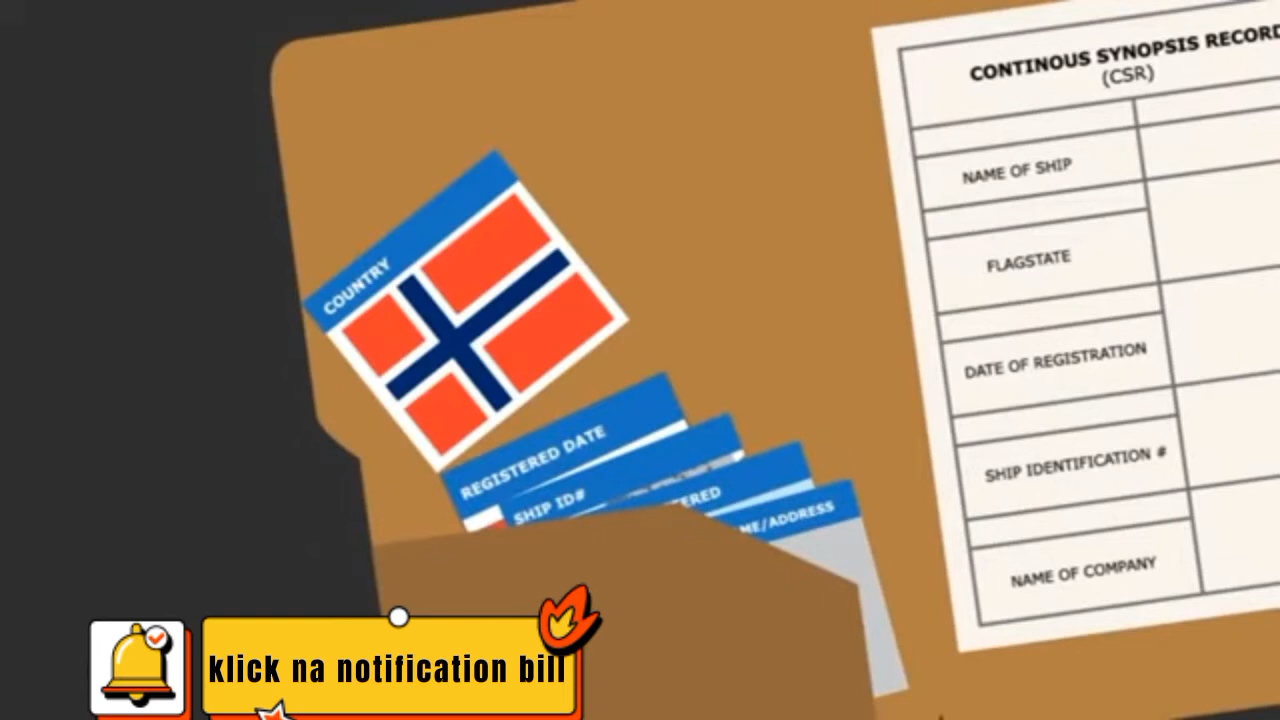 CONTINOUS SYNOPSIS RECORD
(CSR)
NAME OF SHIP
FLAGSTATE
DATE OF REGISTRATION
SHIP IDENTIFICATION #
NAME OF COMPANY
COUNTRY
REGISTERED DATE
SHIP ID#
TERED
ME/ADDRESS
klick na notification bill